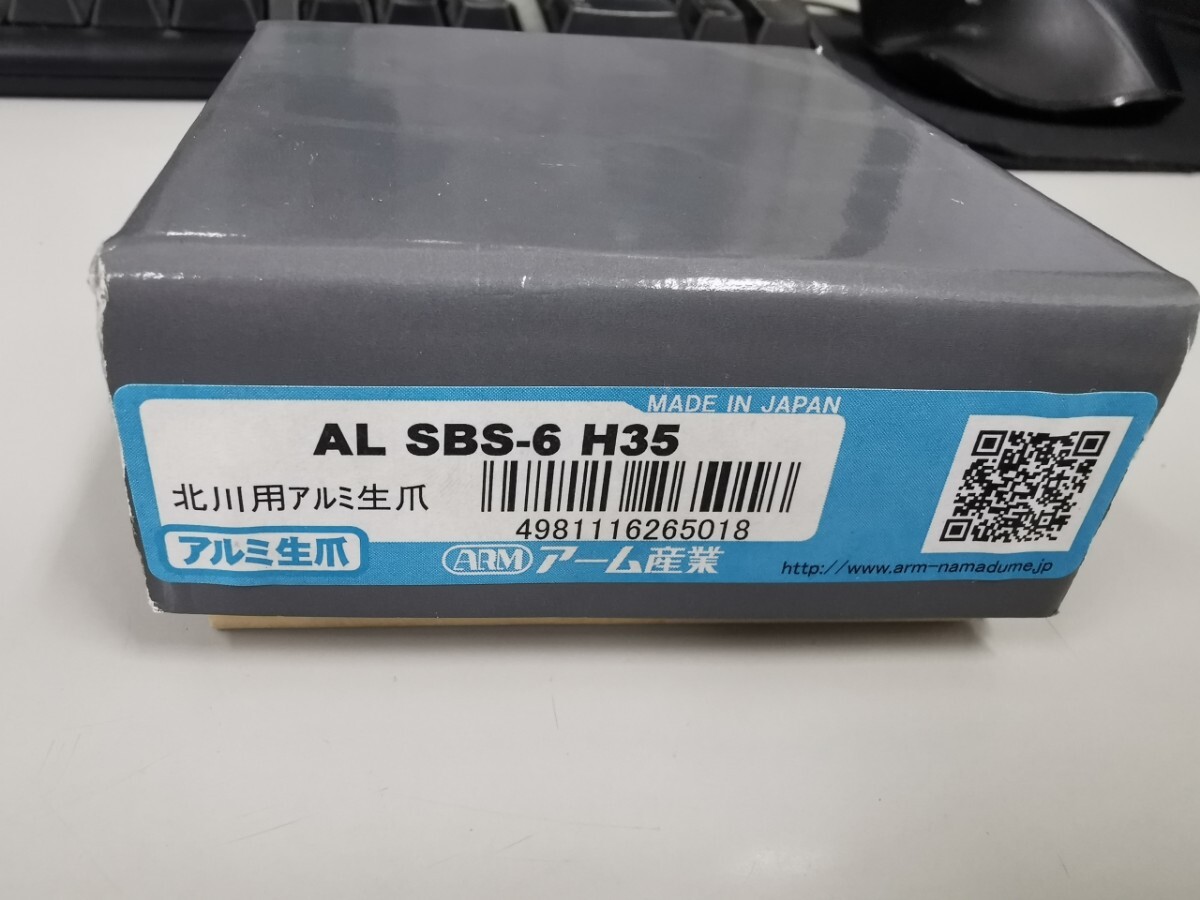 MADE IN JAPAN
AL SBS-6 H35
北川用アルミ生爪
4981116265018
アルミ生爪
ARM アーム産業
http://www.arm-namadume.jp